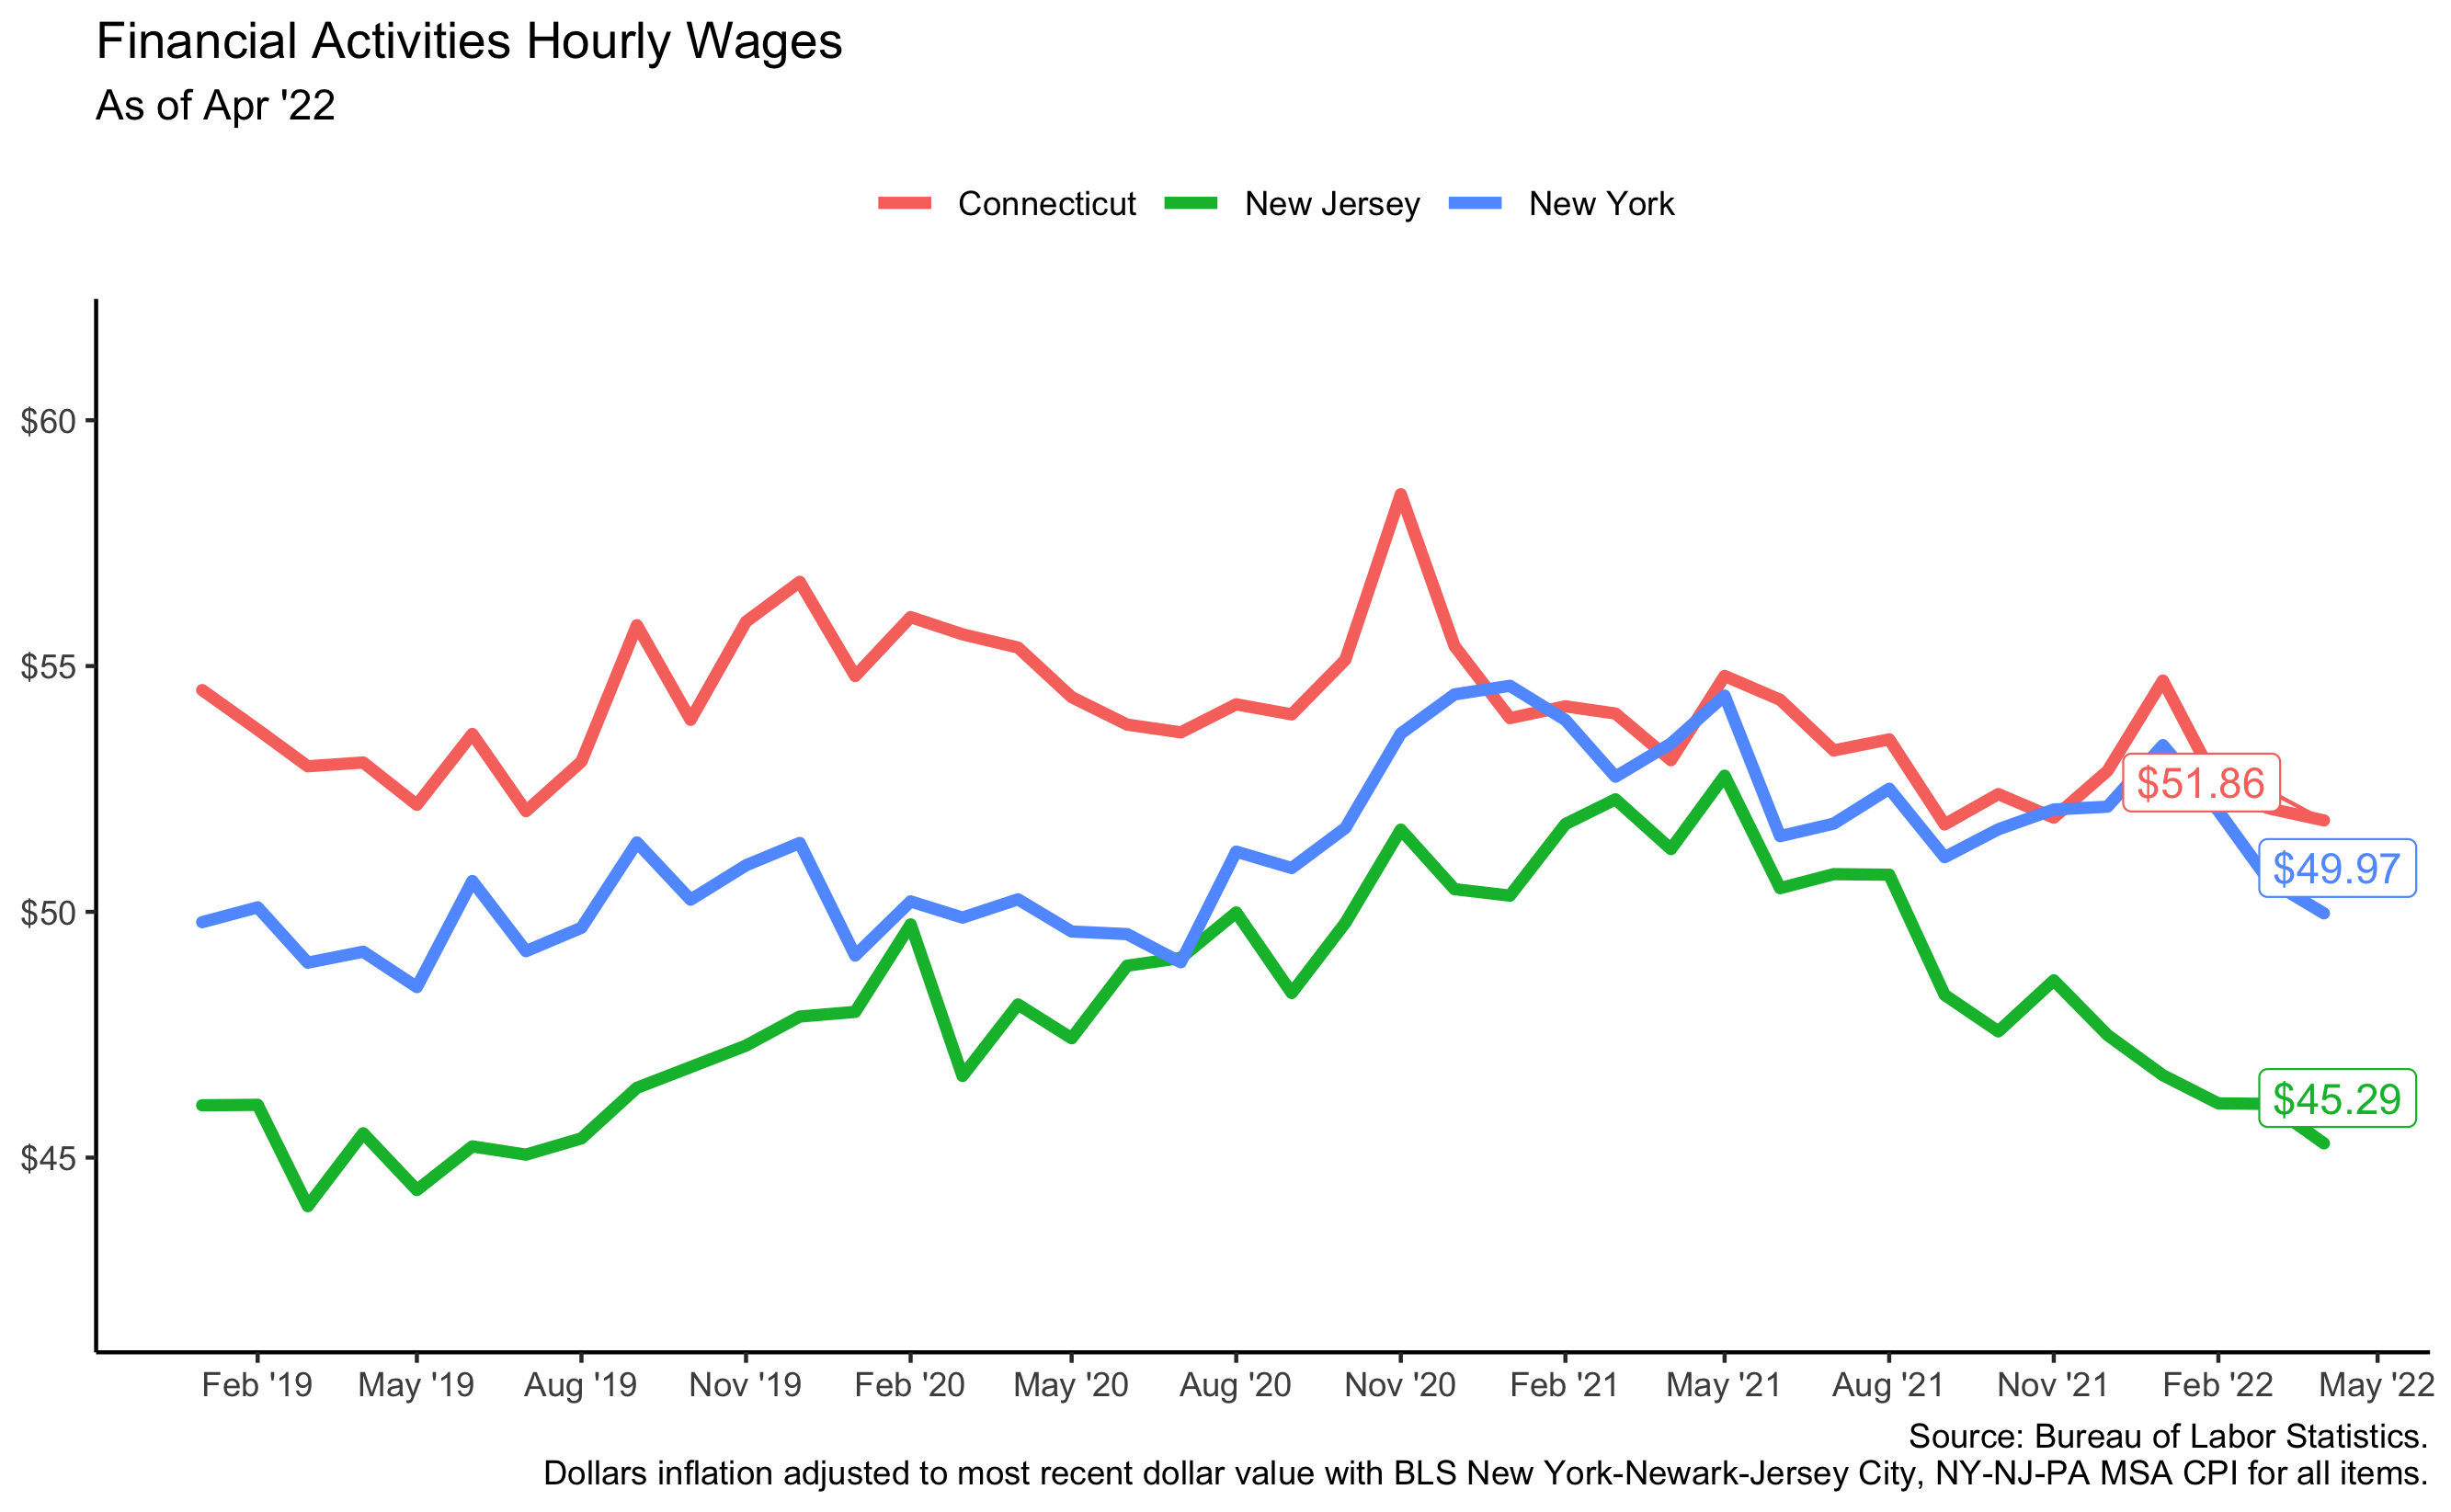 Financial Activities Hourly Wages
As of Apr '22
Connecticut New Jersey New York
$60
$55
$50
$45
$51.86
$49.97
$45.29
Feb '19 May '19 Aug '19 Nov '19 Feb '20 May '20 Aug '20 Nov '20 Feb '21 May '21 Aug '21 Nov '21 Feb '22 May '22
Source: Bureau of Labor Statistics.
Dollars inflation adjusted to most recent dollar value with BLS New York-Newark-Jersey City, NY-NJ-PA MSA CPI for all items.